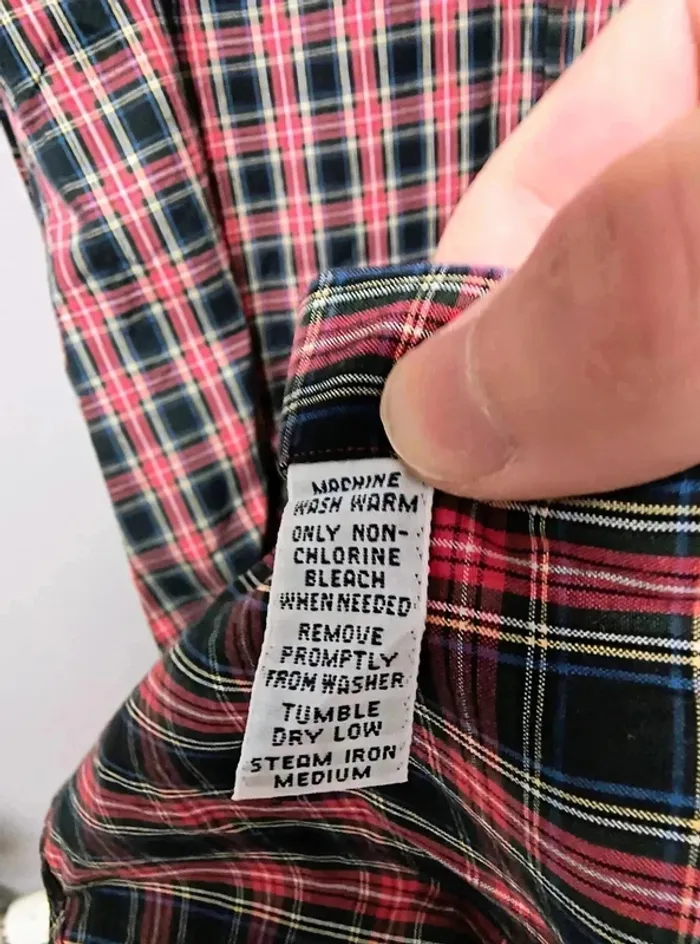 MACHINE
WASH WARM
ONLY NON-
CHLORINE
BLEACH
WHEN NEEDED
REMOVE
PROMPTLY
FROM WASHER
TUMBLE
DRY LOW
STEAM IRON
MEDIUM